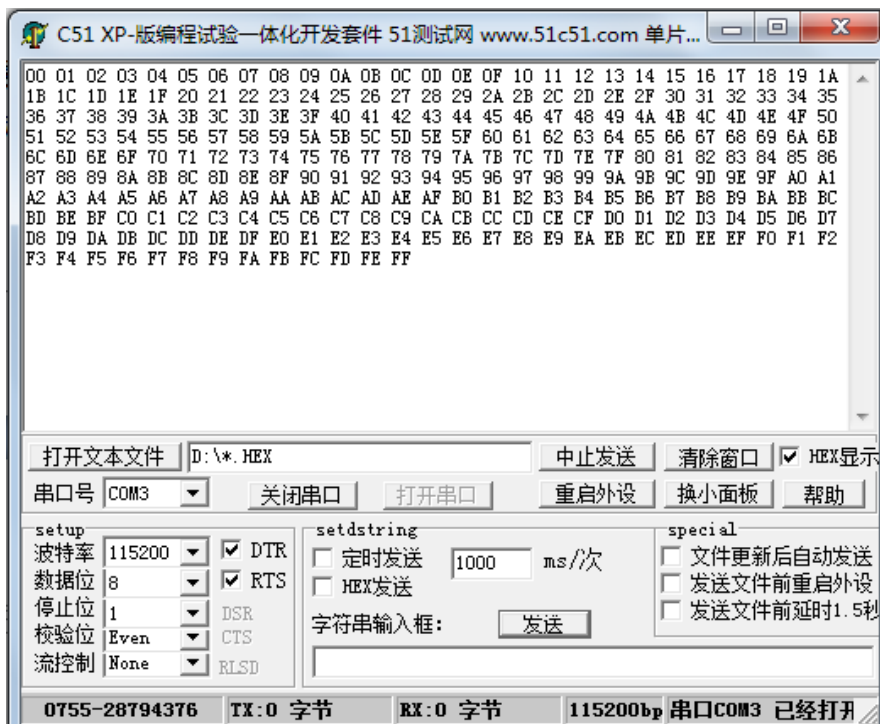 C51 XP-版编程试验一体化开发套件 51测试网 www.51c51.com 单片...
00 01 02 03 04 05 06 07 08 09 0A 0B 0C 0D 0E 0F 10 11 12 13 14 15 16 17 18 19 1A
1B 1C 1D 1E 1F 20 21 22 23 24 25 26 27 28 29 2A 2B 2C 2D 2E 2F 30 31 32 33 34 35
36 37 38 39 3A 3B 3C 3D 3E 3F 40 41 42 43 44 45 46 47 48 49 4A 4B 4C 4D 4E 4F 50
51 52 53 54 55 56 57 58 59 5A 5B 5C 5D 5E 5F 60 61 62 63 64 65 66 67 68 69 6A 6B
6C 6D 6E 6F 70 71 72 73 74 75 76 77 78 79 7A 7B 7C 7D 7E 7F 80 81 82 83 84 85 86
87 88 89 8A 8B 8C 8D 8E 8F 90 91 92 93 94 95 96 97 98 99 9A 9B 9C 9D 9E 9F A0 A1
A2 A3 A4 A5 A6 A7 A8 A9 AA AB AC AD AE AF B0 B1 B2 B3 B4 B5 B6 B7 B8 B9 BA BB BC
BD BE BF C0 C1 C2 C3 C4 C5 C6 C7 C8 C9 CA CB CC CD CE CF D0 D1 D2 D3 D4 D5 D6 D7
D8 D9 DA DB DC DD DE DF E0 E1 E2 E3 E4 E5 E6 E7 E8 E9 EA EB EC ED EE EF F0 F1 F2
F3 F4 F5 F6 F7 F8 F9 FA FB FC FD FE FF
打开文本文件 D:\*.HEX 中止发送 清除窗口 HEX显示
串口号 COM3 关闭串口 打开串口 重启外设 换小面板 帮助
setup setdstring special
波特率 115200 DTR 定时发送 1000 ms//次 文件更新后自动发送
数据位 8 RTS HEX发送 发送文件前重启外设
停止位 1 DSR 字符串输入框: 发送 发送文件前延时1.5秒
校验位 Even CTS
流控制 None RLSD
0755-28794376 TX:0 字节 RX:0 字节 115200bp 串口COM3 已经打开